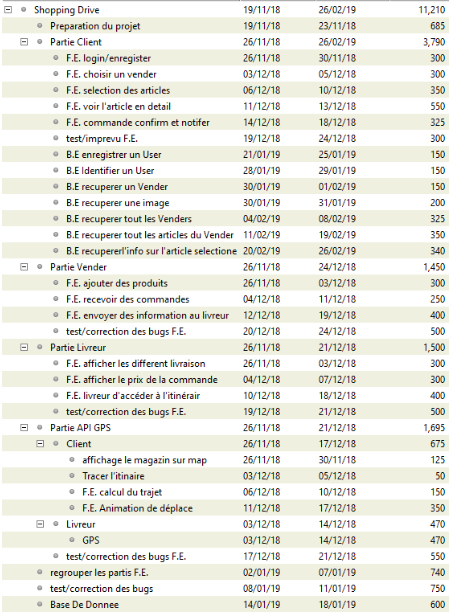 Shopping Drive 19/11/18 26/02/19 11,210
Preparation du projet 19/11/18 23/11/18 685
Partie Client 26/11/18 26/02/19 3,790
F.E. login/enregister 26/11/18 30/11/18 300
F.E. choisir un vender 03/12/18 05/12/18 300
F.E. selection des articles 06/12/18 10/12/18 350
F.E. voir l'article en detail 11/12/18 13/12/18 550
F.E. commande confirm et notifer 14/12/18 18/12/18 325
test/imprevu F.E. 19/12/18 24/12/18 300
B.E enregistrer un User 21/01/19 25/01/19 150
B.E Identifier un User 28/01/19 29/01/19 150
B.E recuperer un Vender 30/01/19 01/02/19 150
B.E recuperer une image 30/01/19 31/01/19 200
B.E recuperer tout les Venders 04/02/19 08/02/19 325
B.E recuperer tout les articles du Vender 11/02/19 19/02/19 350
B.E recupererl'info sur l'article selectione 20/02/19 26/02/19 340
Partie Vender 26/11/18 24/12/18 1,450
F.E. ajouter des produits 26/11/18 03/12/18 300
F.E. recevoir des commandes 04/12/18 11/12/18 250
F.E. envoyer des information au livreur 12/12/18 19/12/18 400
test/correction des bugs F.E. 20/12/18 24/12/18 500
Partie Livreur 26/11/18 21/12/18 1,500
F.E. afficher les different livraison 26/11/18 03/12/18 300
F.E. afficher le prix de la commande 04/12/18 07/12/18 300
F.E. livreur d'accéder à l'itinérair 10/12/18 18/12/18 400
test/correction des bugs F.E. 19/12/18 21/12/18 500
Partie API GPS 26/11/18 21/12/18 1,695
Client 26/11/18 17/12/18 675
affichage le magazin sur map 26/11/18 30/11/18 125
Tracer l'itinaire 03/12/18 05/12/18 50
F.E. calcul du trajet 06/12/18 10/12/18 150
F.E. Animation de déplace 11/12/18 17/12/18 350
Livreur 03/12/18 14/12/18 470
GPS 03/12/18 14/12/18 470
test/correction des bugs F.E. 17/12/18 21/12/18 550
regrouper les partis F.E. 02/01/19 07/01/19 740
test/correction des bugs 08/01/19 11/01/19 750
Base De Donnee 14/01/19 18/01/19 600